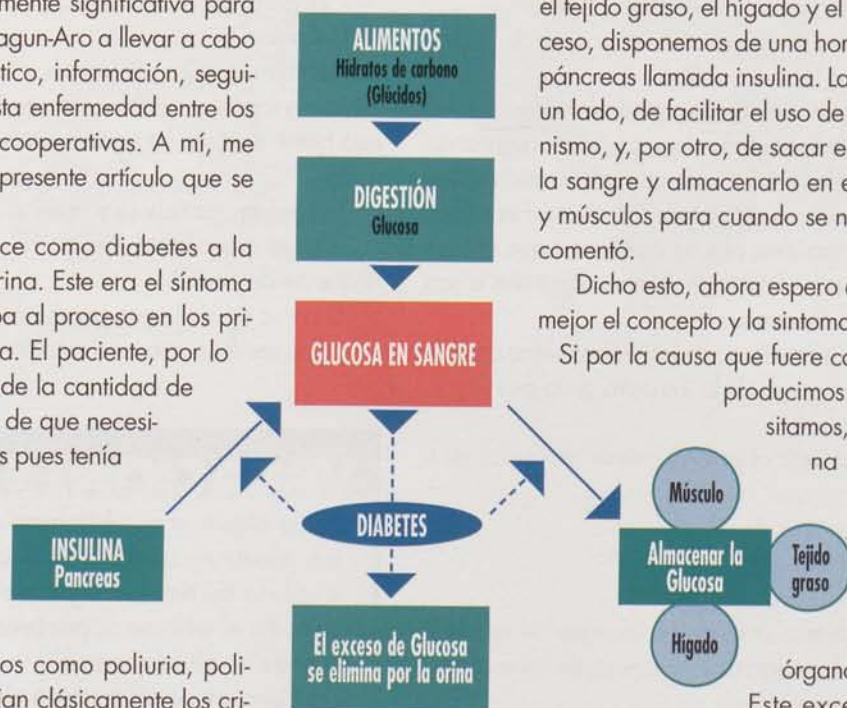 mente significativa para
agun-Aro a llevar a cabo
tico, información, segui-
sta enfermedad entre los
cooperativas. A mí, me
presente artículo que se
ce como diabetes a la
rina. Este era el síntoma
ba al proceso en los pri-
a. El paciente, por lo
de la cantidad de
de que necesi-
s pues tenía
os como poliuria, poli-
ían clásicamente los cri-
ALIMENTOS
Hidratos de carbono
(Glúcidos)
DIGESTIÓN
Glucosa
GLUCOSA EN SANGRE
DIABETES
INSULINA
Pancreas
El exceso de Glucosa
se elimina por la orina
Músculo
Almacenar la
Glucosa
Tejido
graso
Higado
el tejido graso, el hígado y el
ceso, disponemos de una hor
páncreas llamada insulina. La
un lado, de facilitar el uso de
nismo, y, por otro, de sacar e
la sangre y almacenarlo en e
y músculos para cuando se n
comentó.
Dicho esto, ahora espero
mejor el concepto y la sintoma
Si por la causa que fuere co
producimos
sitamos,
na
órgano
Este exce